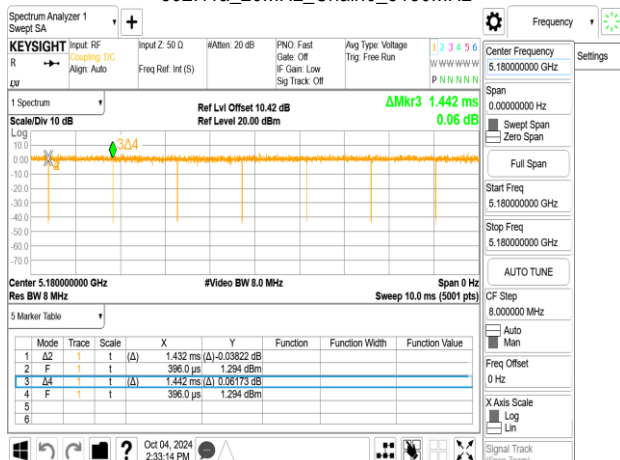 Spectrum Analyzer 1
Swept SA
+
Frequency
KEYSIGHT Input: RF Input Z: 50 Ω #Atten: 20 dB PNO: Fast Avg Type: Voltage 1 2 3 4 5 6
R Coupling: DC Gate: Off Trig: Free Run
Align: Auto Freq Ref: Int (S) IF Gain: Low W W W W W W
Sig Track: Off P N N N N N
LXI
Center Frequency
5.180000000 GHz
Settings
Span
0.00000000 Hz
Swept Span
Zero Span
Full Span
Start Freq
5.180000000 GHz
Stop Freq
5.180000000 GHz
AUTO TUNE
CF Step
8.000000 MHz
Auto
Man
Freq Offset
0 Hz
X Axis Scale
Log
Lin
Signal Track
1 Spectrum
Ref Lvl Offset 10.42 dB ΔMkr3 1.442 ms
Scale/Div 10 dB Ref Level 20.00 dBm 0.06 dB
Log
10.0
0.00
-10.0
-20.0
-30.0
-40.0
-50.0
-60.0
-70.0
3Δ4
Center 5.180000000 GHz #Video BW 8.0 MHz Span 0 Hz
Res BW 8 MHz Sweep 10.0 ms (5001 pts)
5 Marker Table
Mode Trace Scale X Y Function Function Width Function Value
1 Δ2 1 t (Δ) 1.432 ms (Δ) -0.03822 dB
2 F 1 t 396.0 µs 1.294 dBm
3 Δ4 1 t (Δ) 1.442 ms (Δ) 0.06173 dB
4 F 1 t 396.0 µs 1.294 dBm
5
6
?
Oct 04, 2024
2:33:14 PM